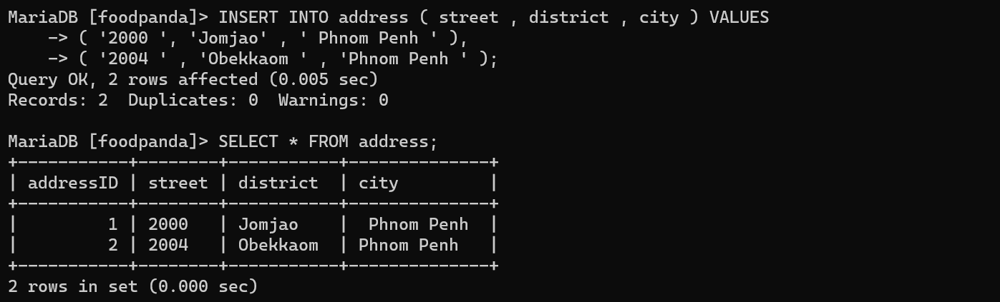 MariaDB [foodpanda]> INSERT INTO address ( street , district , city ) VALUES
    -> ( '2000 ', 'Jomjao' , ' Phnom Penh ' ),
    -> ( '2004 ' , 'Obekkaom ' , 'Phnom Penh ' );
Query OK, 2 rows affected (0.005 sec)
Records: 2  Duplicates: 0  Warnings: 0

MariaDB [foodpanda]> SELECT * FROM address;
+-----------+--------+-----------+--------------+
| addressID | street | district  | city         |
+-----------+--------+-----------+--------------+
|         1 | 2000   | Jomjao    |  Phnom Penh  |
|         2 | 2004   | Obekkaom  | Phnom Penh   |
+-----------+--------+-----------+--------------+
2 rows in set (0.000 sec)